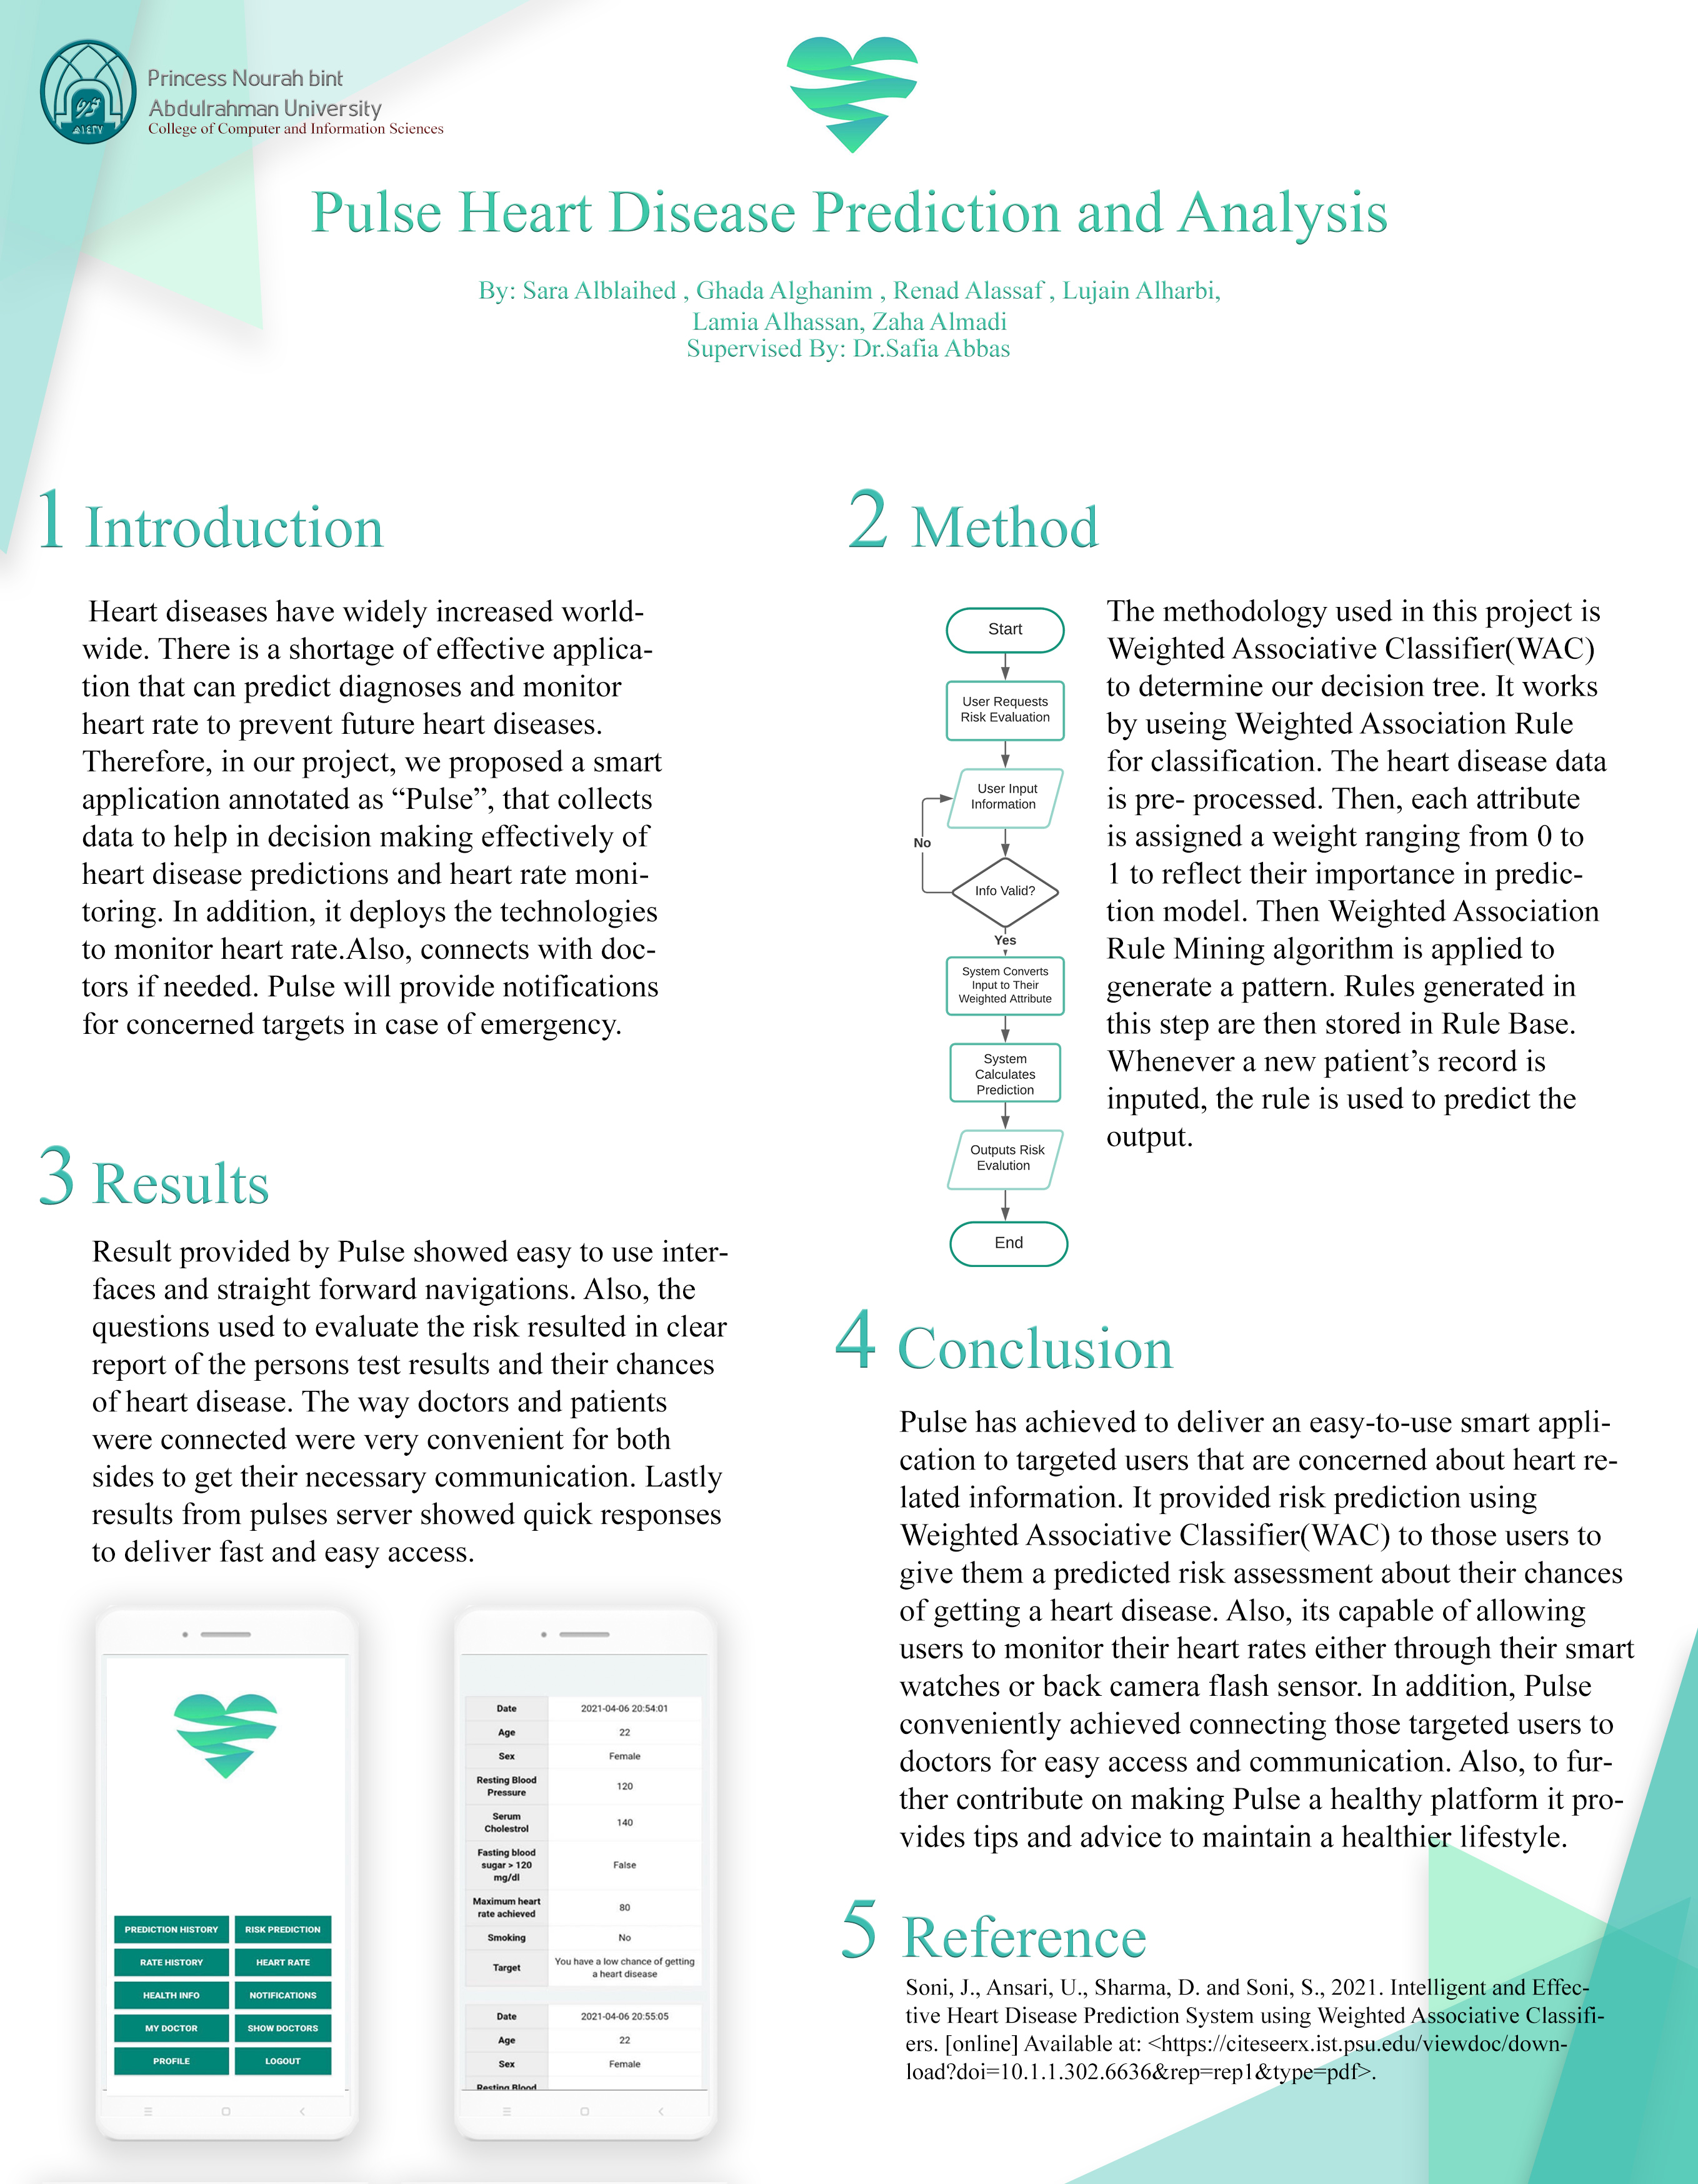 Princess Nourah bint
Abdulrahman University
College of Computer and Information Sciences
Pulse Heart Disease Prediction and Analysis
By: Sara Alblaihed , Ghada Alghanim , Renad Alassaf , Lujain Alharbi,
Lamia Alhassan, Zaha Almadi
Supervised By: Dr.Safia Abbas
1 Introduction
Heart diseases have widely increased world-
wide. There is a shortage of effective applica-
tion that can predict diagnoses and monitor
heart rate to prevent future heart diseases.
Therefore, in our project, we proposed a smart
application annotated as “Pulse”, that collects
data to help in decision making effectively of
heart disease predictions and heart rate moni-
toring. In addition, it deploys the technologies
to monitor heart rate.Also, connects with doc-
tors if needed. Pulse will provide notifications
for concerned targets in case of emergency.
2 Method
Start
User Requests
Risk Evaluation
User Input
Information
No
Info Valid?
Yes
System Converts
Input to Their
Weighted Attribute
System
Calculates
Prediction
Outputs Risk
Evalution
End
The methodology used in this project is
Weighted Associative Classifier(WAC)
to determine our decision tree. It works
by useing Weighted Association Rule
for classification. The heart disease data
is pre- processed. Then, each attribute
is assigned a weight ranging from 0 to
1 to reflect their importance in predic-
tion model. Then Weighted Association
Rule Mining algorithm is applied to
generate a pattern. Rules generated in
this step are then stored in Rule Base.
Whenever a new patient’s record is
inputed, the rule is used to predict the
output.
3 Results
Result provided by Pulse showed easy to use inter-
faces and straight forward navigations. Also, the
questions used to evaluate the risk resulted in clear
report of the persons test results and their chances
of heart disease. The way doctors and patients
were connected were very convenient for both
sides to get their necessary communication. Lastly
results from pulses server showed quick responses
to deliver fast and easy access.
PREDICTION HISTORY RISK PREDICTION
RATE HISTORY HEART RATE
HEALTH INFO NOTIFICATIONS
MY DOCTOR SHOW DOCTORS
PROFILE LOGOUT
Date 2021-04-06 20:54:01
Age 22
Sex Female
Resting Blood
Pressure 120
Serum
Cholestrol 140
Fasting blood
sugar > 120
mg/dl False
Maximum heart
rate achieved 80
Smoking No
Target You have a low chance of getting
a heart disease
Date 2021-04-06 20:55:05
Age 22
Sex Female
Resting Blood
4 Conclusion
Pulse has achieved to deliver an easy-to-use smart appli-
cation to targeted users that are concerned about heart re-
lated information. It provided risk prediction using
Weighted Associative Classifier(WAC) to those users to
give them a predicted risk assessment about their chances
of getting a heart disease. Also, its capable of allowing
users to monitor their heart rates either through their smart
watches or back camera flash sensor. In addition, Pulse
conveniently achieved connecting those targeted users to
doctors for easy access and communication. Also, to fur-
ther contribute on making Pulse a healthy platform it pro-
vides tips and advice to maintain a healthier lifestyle.
5 Reference
Soni, J., Ansari, U., Sharma, D. and Soni, S., 2021. Intelligent and Effec-
tive Heart Disease Prediction System using Weighted Associative Classifi-
ers. [online] Available at: <https://citeseerx.ist.psu.edu/viewdoc/down-
load?doi=10.1.1.302.6636&rep=rep1&type=pdf>.